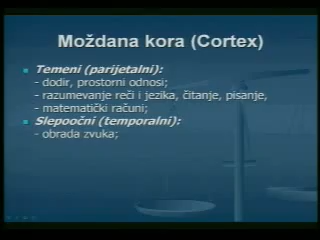 Moždana kora (Cortex)
Temeni (parijetalni):
- dodir, prostorni odnosi;
- razumevanje reči i jezika, čitanje, pisanje,
- matematički računi;
Slepoočni (temporalni):
- obrada zvuka;